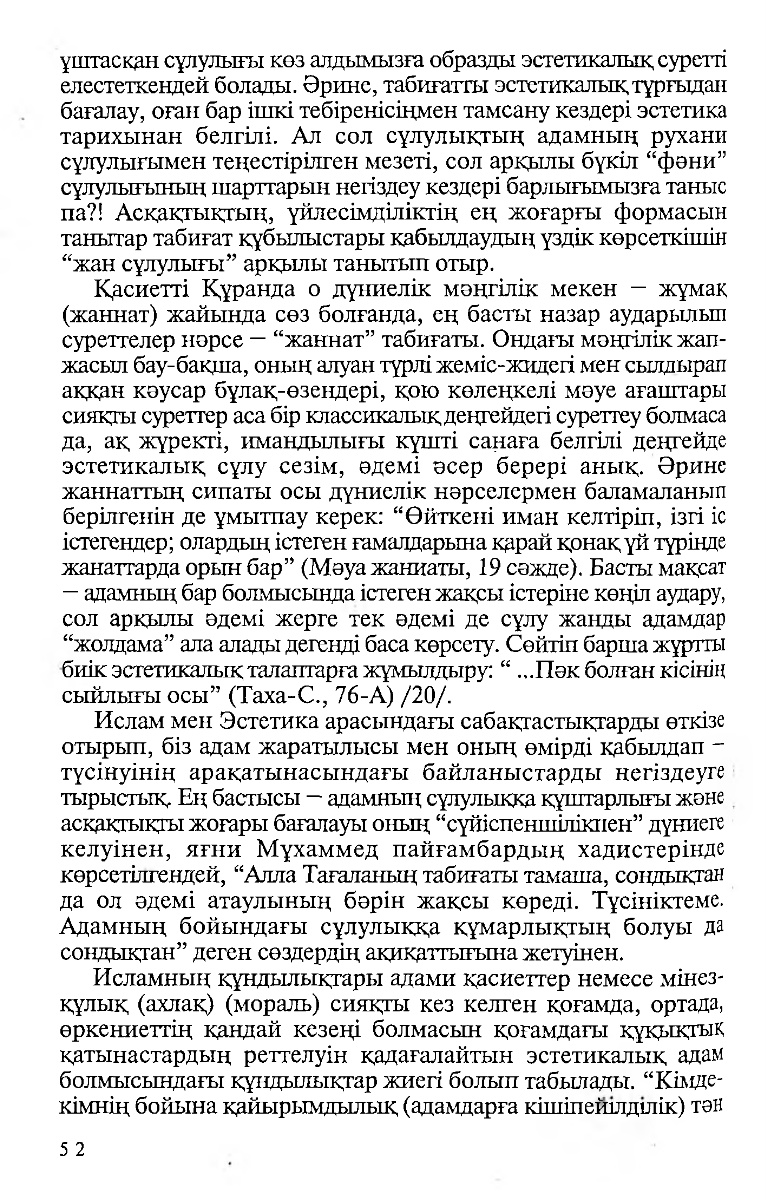 ұштасқан сұлулығы көз алдымызға образды эстетикалық суретті
елестеткендей болады. Әрине, табиғатты эстетикалық тұрғыдан
бағалау, оған бар ішкі тебіренісіңмен тамсану кездері эстетика
тарихынан белгілі. Ал сол сұлулықтың адамның рухани
сұлулығымен теңестірілген мезеті, сол арқылы бүкіл “фәни”
сұлулығының шарттарын негіздеу кездері барлығымызға таныс
па?! Асқақтықтың, үйлесімділіктің ең жоғарғы формасын
танытар табиғат құбылыстары қабылдаудың үздік көрсеткішін
“жан сұлулығы” арқылы танытып отыр.
Қасиетті Құранда о дүниелік мәңгілік мекен — жұмақ
(жаннат) жайында сөз болғанда, ең басты назар аударылып
суреттелер нәрсе — “жаннат” табиғаты. Ондағы мәңгілік жап-
жасыл бау-бақша, оның алуан түрлі жеміс-жидегі мен сылдырап
аққан кәусар бұлақ-өзендері, қою көлеңкелі мәуе ағаштары
сияқты суреттер аса бір классикалық деңгейдегі суреттеу болмаса
да, ақ жүректі, имандылығы күшті санаға белгілі деңгейде
эстетикалық сұлу сезім, әдемі әсер берері анық. Әрине
жаннаттың сипаты осы дүниелік нәрселермен баламаланып
берілгенін де ұмытпау керек: “Өйткені иман келтіріп, ізгі іс
істегендер; олардың істеген ғамалдарына қарай қонақ үй түрінде
жанаттарда орын бар” (Мәуа жаниаты, 19 сәжде). Басты мақсат
— адамның бар болмысында істеген жақсы істеріне көңіл аудару,
сол арқылы әдемі жерге тек әдемі де сұлу жанды адамдар
“жолдама” ала алады дегенді баса көрсету. Сөйтіп барша жұртты
биік эстетикалық талаптарға жұмылдыру: “ ...Пәк болған кісінің
сыйлығы осы” (Таха-С., 76-А) /20/.
Ислам мен Эстетика арасындағы сабақтастықтарды өткізе
отырып, біз адам жаратылысы мен оның өмірді қабылдап -
түсінуінің арақатынасындағы байланыстарды негіздеуге
тырыстық. Ең бастысы — адамның сұлулыққа құштарлығы және
асқақтықты жоғары бағалауы оның “сүйіспеншілікпен” дүниеге
келуінен, яғни Мұхаммед пайғамбардың хадистерінде
көрсетілгендей, “Алла Тағаланың табиғаты тамаша, сондықтан
да ол әдемі атаулының бәрін жақсы көреді. Түсініктеме.
Адамның бойындағы сұлулыққа құмарлықтың болуы да
сондықтан” деген сөздердің ақиқаттығына жетуінен.
Исламның құндылықтары адами қасиеттер немесе мінез-
құлық (ахлақ) (мораль) сияқты кез келген қоғамда, ортада,
өркениеттің қандай кезеңі болмасын қоғамдағы құқықтық
қатынастардың реттелуін қадағалайтын эстетикалық адам
болмысындағы құндылықтар жиегі болып табылады. “Кімде-
кімнің бойына қайырымдылық (адамдарға кішіпейілділік) тән
52